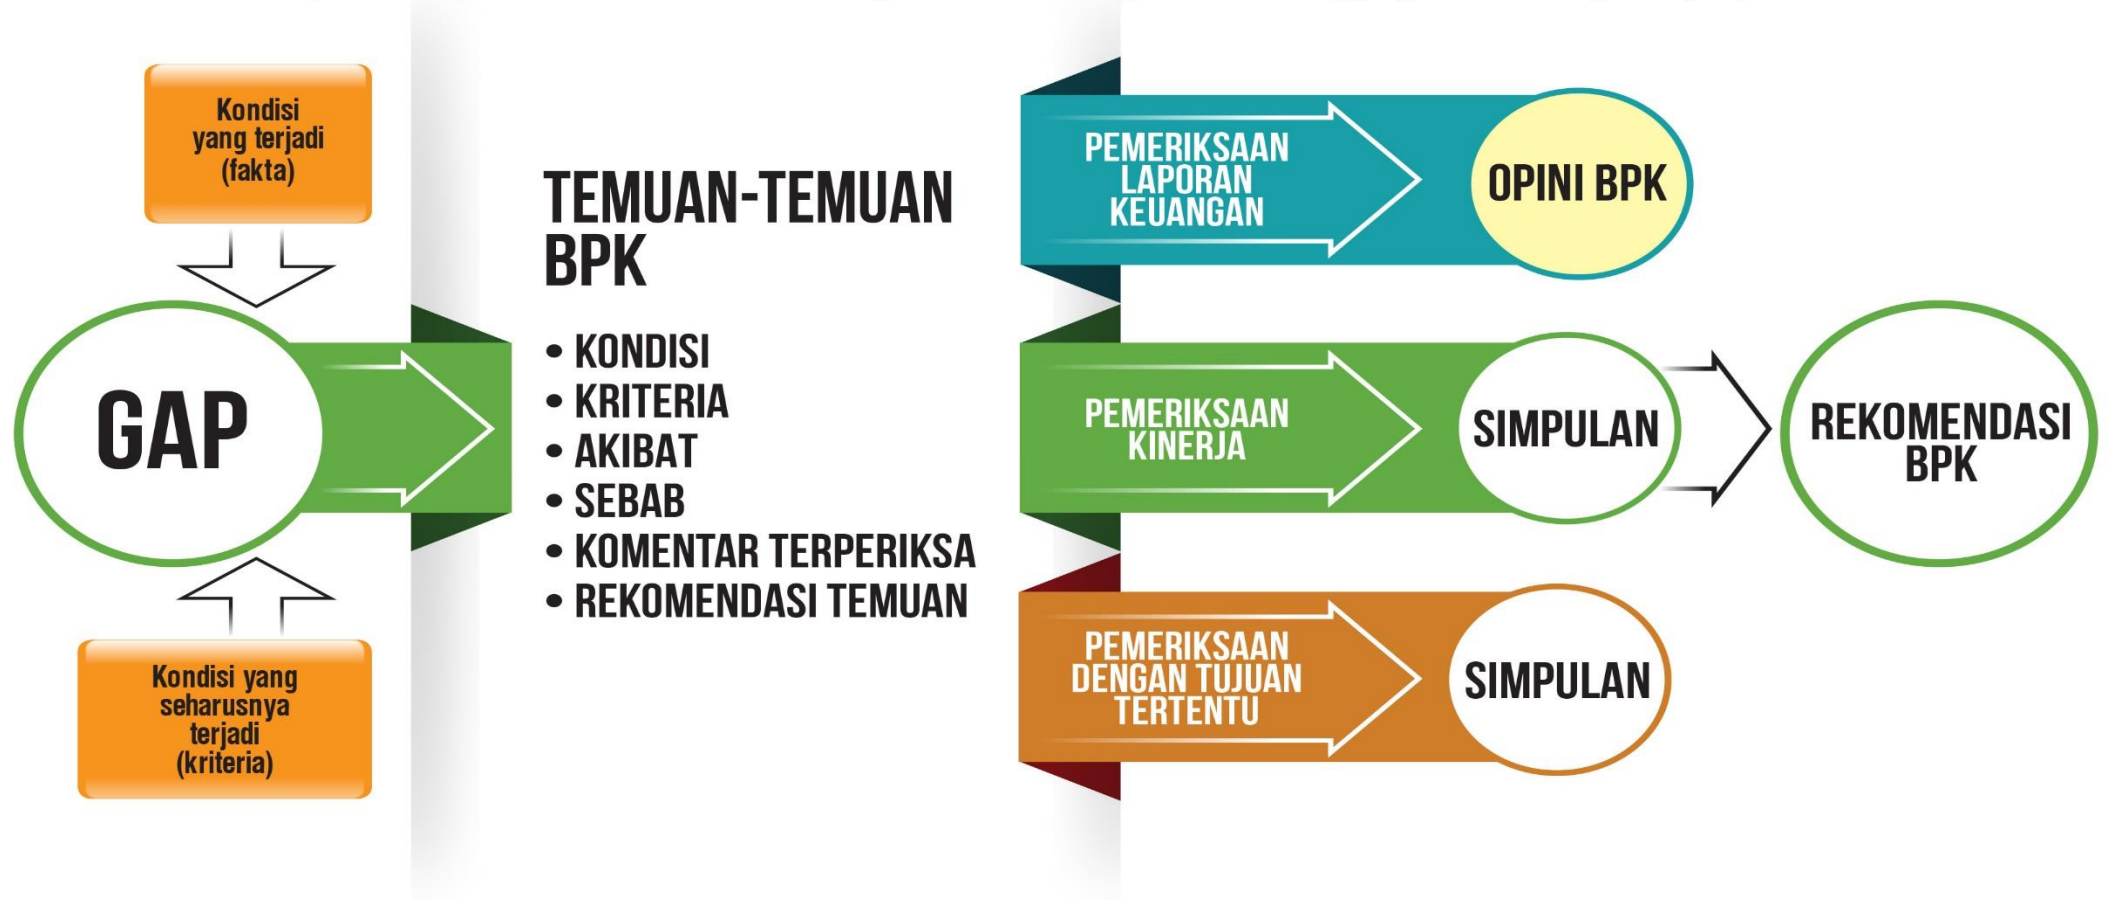 Kondisi
yang terjadi
(fakta)
GAP
Kondisi yang
seharusnya
terjadi
(kriteria)
TEMUAN-TEMUAN
BPK
• KONDISI
• KRITERIA
• AKIBAT
• SEBAB
• KOMENTAR TERPERIKSA
• REKOMENDASI TEMUAN
PEMERIKSAAN
LAPORAN
KEUANGAN
OPINI BPK
PEMERIKSAAN
KINERJA
SIMPULAN
REKOMENDASI
BPK
PEMERIKSAAN
DENGAN TUJUAN
TERTENTU
SIMPULAN